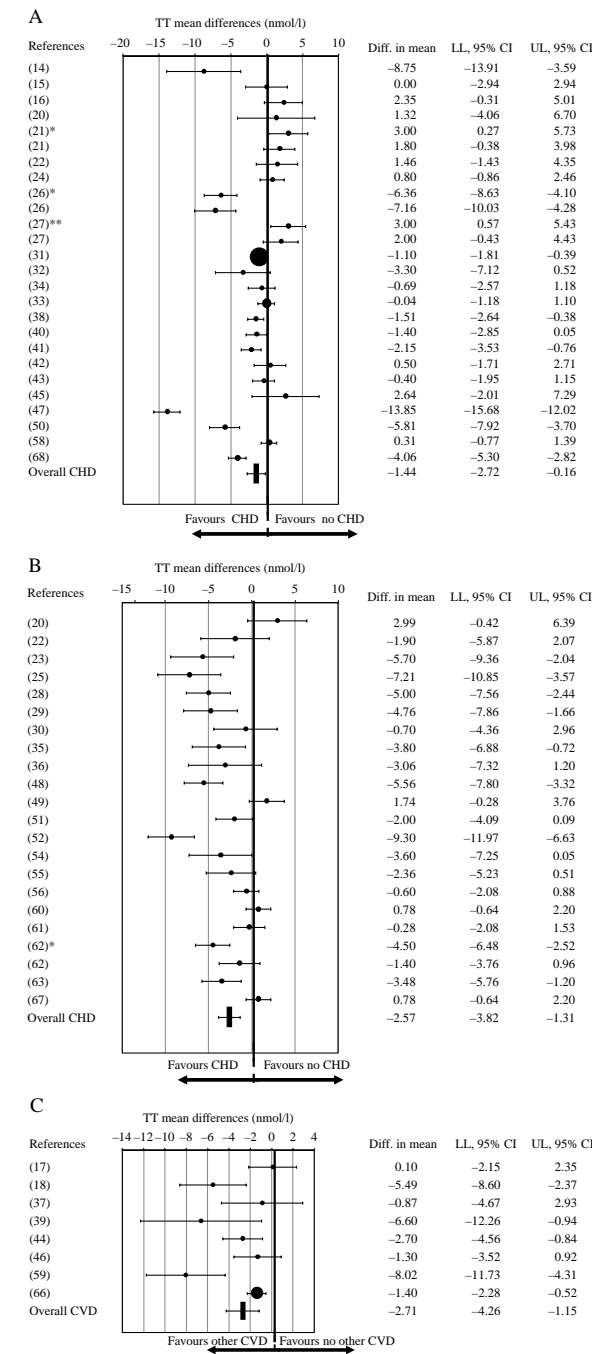 A
TT mean differences (nmol/l)
References −20 −15 −10 −5 0 5 10 Diff. in mean LL, 95% CI UL, 95% CI
(14) −8.75 −13.91 −3.59
(15) 0.00 −2.94 2.94
(16) 2.35 −0.31 5.01
(20) 1.32 −4.06 6.70
(21)* 3.00 0.27 5.73
(21) 1.80 −0.38 3.98
(22) 1.46 −1.43 4.35
(24) 0.80 −0.86 2.46
(26)* −6.36 −8.63 −4.10
(26) −7.16 −10.03 −4.28
(27)** 3.00 0.57 5.43
(27) 2.00 −0.43 4.43
(31) −1.10 −1.81 −0.39
(32) −3.30 −7.12 0.52
(34) −0.69 −2.57 1.18
(33) −0.04 −1.18 1.10
(38) −1.51 −2.64 −0.38
(40) −1.40 −2.85 0.05
(41) −2.15 −3.53 −0.76
(42) 0.50 −1.71 2.71
(43) −0.40 −1.95 1.15
(45) 2.64 −2.01 7.29
(47) −13.85 −15.68 −12.02
(50) −5.81 −7.92 −3.70
(58) 0.31 −0.77 1.39
(68) −4.06 −5.30 −2.82
Overall CHD −1.44 −2.72 −0.16
Favours CHD Favours no CHD
B
TT mean differences (nmol/l)
References −15 −10 −5 0 5 10 Diff. in mean LL, 95% CI UL, 95% CI
(20) 2.99 −0.42 6.39
(22) −1.90 −5.87 2.07
(23) −5.70 −9.36 −2.04
(25) −7.21 −10.85 −3.57
(28) −5.00 −7.56 −2.44
(29) −4.76 −7.86 −1.66
(30) −0.70 −4.36 2.96
(35) −3.80 −6.88 −0.72
(36) −3.06 −7.32 1.20
(48) −5.56 −7.80 −3.32
(49) 1.74 −0.28 3.76
(51) −2.00 −4.09 0.09
(52) −9.30 −11.97 −6.63
(54) −3.60 −7.25 0.05
(55) −2.36 −5.23 0.51
(56) −0.60 −2.08 0.88
(60) 0.78 −0.64 2.20
(61) −0.28 −2.08 1.53
(62)* −4.50 −6.48 −2.52
(62) −1.40 −3.76 0.96
(63) −3.48 −5.76 −1.20
(67) 0.78 −0.64 2.20
Overall CHD −2.57 −3.82 −1.31
Favours CHD Favours no CHD
C
TT mean differences (nmol/l)
References −14 −12 −10 −8 −6 −4 −2 0 2 4 Diff. in mean LL, 95% CI UL, 95% CI
(17) 0.10 −2.15 2.35
(18) −5.49 −8.60 −2.37
(37) −0.87 −4.67 2.93
(39) −6.60 −12.26 −0.94
(44) −2.70 −4.56 −0.84
(46) −1.30 −3.52 0.92
(59) −8.02 −11.73 −4.31
(66) −1.40 −2.28 −0.52
Overall CVD −2.71 −4.26 −1.15
Favours other CVD Favours no other CVD